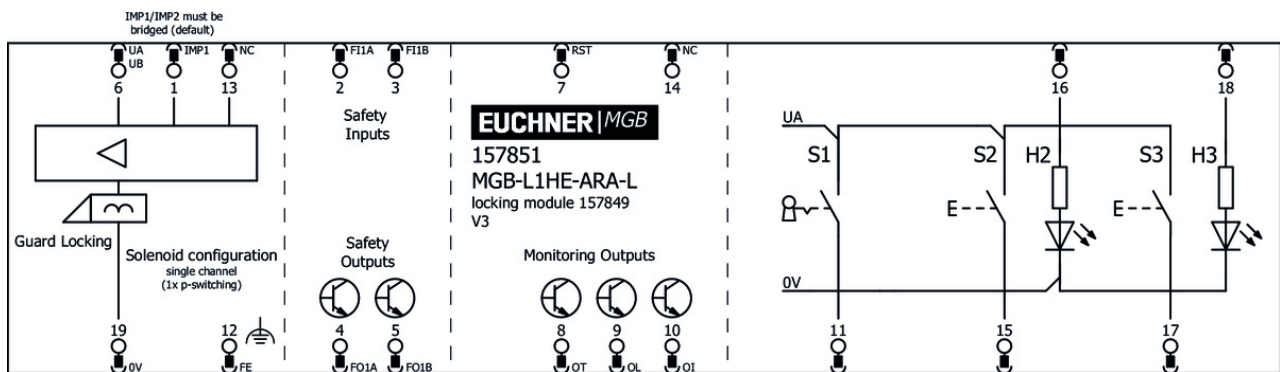 IMP1/IMP2 must be
bridged (default)
UA
UB
IMP1
NC
FI1A
FI1B
RST
NC
6
1
13
2
3
7
14
16
18
Safety
Inputs
EUCHNER|MGB
157851
MGB-L1HE-ARA-L
locking module 157849
V3
UA
S1
S2
H2
S3
H3
E
E
Guard Locking
Solenoid configuration
single channel
(1x p-switching)
Safety
Outputs
Monitoring Outputs
0V
19
12
4
5
8
9
10
11
15
17
0V
FE
FO1A
FO1B
OT
OL
OI